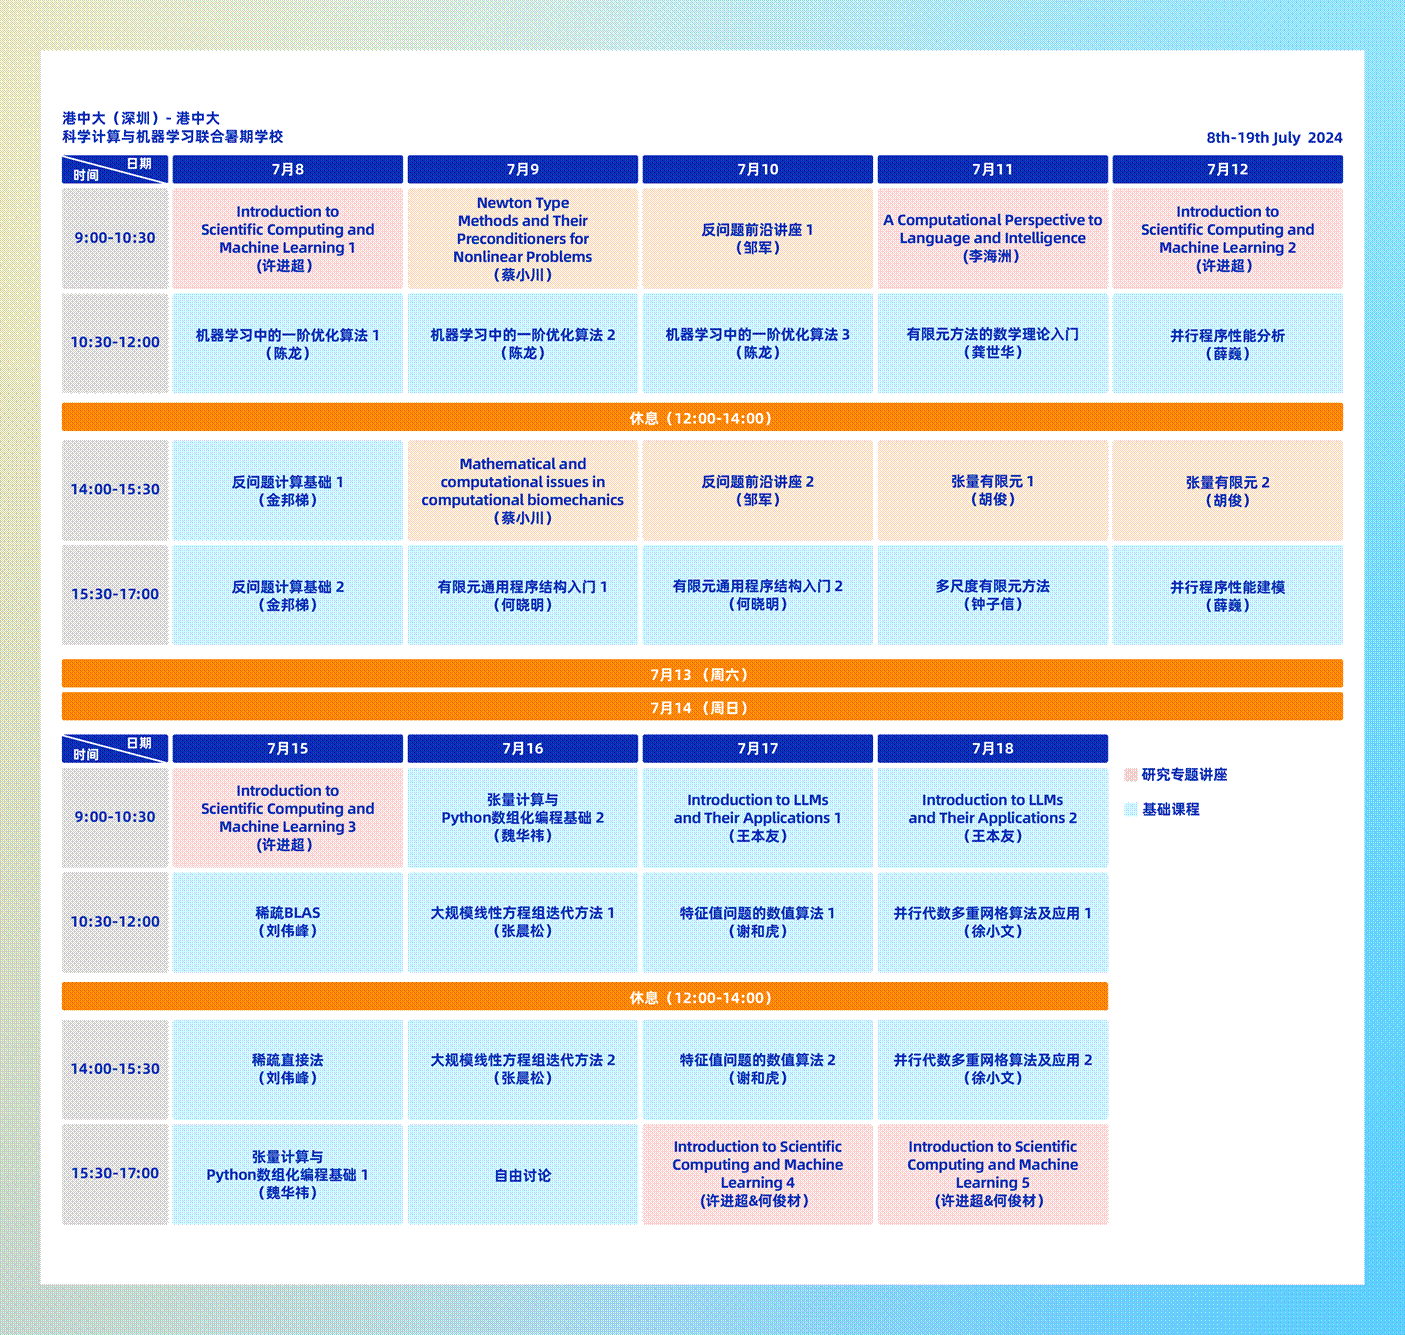 港中大（深圳）- 港中大
科学计算与机器学习联合暑期学校
8th-19th July 2024
日期
时间
7月8
7月9
7月10
7月11
7月12
9:00-10:30
Introduction to
Scientific Computing and
Machine Learning 1
(许进超)
Newton Type
Methods and Their
Preconditioners for
Nonlinear Problems
（蔡小川）
反问题前沿讲座 1
（邹军）
A Computational Perspective to
Language and Intelligence
(李海洲)
Introduction to
Scientific Computing and
Machine Learning 2
(许进超)
10:30-12:00
机器学习中的一阶优化算法 1
（陈龙）
机器学习中的一阶优化算法 2
（陈龙）
机器学习中的一阶优化算法 3
（陈龙）
有限元方法的数学理论入门
（龚世华）
并行程序性能分析
（薛巍）
休息（12:00-14:00）
14:00-15:30
反问题计算基础 1
（金邦梯）
Mathematical and
computational issues in
computational biomechanics
（蔡小川）
反问题前沿讲座 2
（邹军）
张量有限元 1
（胡俊）
张量有限元 2
（胡俊）
15:30-17:00
反问题计算基础 2
（金邦梯）
有限元通用程序结构入门 1
（何晓明）
有限元通用程序结构入门 2
（何晓明）
多尺度有限元方法
（钟子信）
并行程序性能建模
（薛巍）
7月13 （周六）
7月14 （周日）
日期
时间
7月15
7月16
7月17
7月18
9:00-10:30
Introduction to
Scientific Computing and
Machine Learning 3
(许进超)
张量计算与
Python数组化编程基础 2
（魏华祎）
Introduction to LLMs
and Their Applications 1
（王本友）
Introduction to LLMs
and Their Applications 2
（王本友）
研究专题讲座
基础课程
10:30-12:00
稀疏BLAS
（刘伟峰）
大规模线性方程组迭代方法 1
（张晨松）
特征值问题的数值算法 1
（谢和虎）
并行代数多重网格算法及应用 1
（徐小文）
休息（12:00-14:00）
14:00-15:30
稀疏直接法
（刘伟峰）
大规模线性方程组迭代方法 2
（张晨松）
特征值问题的数值算法 2
（谢和虎）
并行代数多重网格算法及应用 2
（徐小文）
15:30-17:00
张量计算与
Python数组化编程基础 1
（魏华祎）
自由讨论
Introduction to Scientific
Computing and Machine
Learning 4
(许进超&何俊材)
Introduction to Scientific
Computing and Machine
Learning 5
(许进超&何俊材)